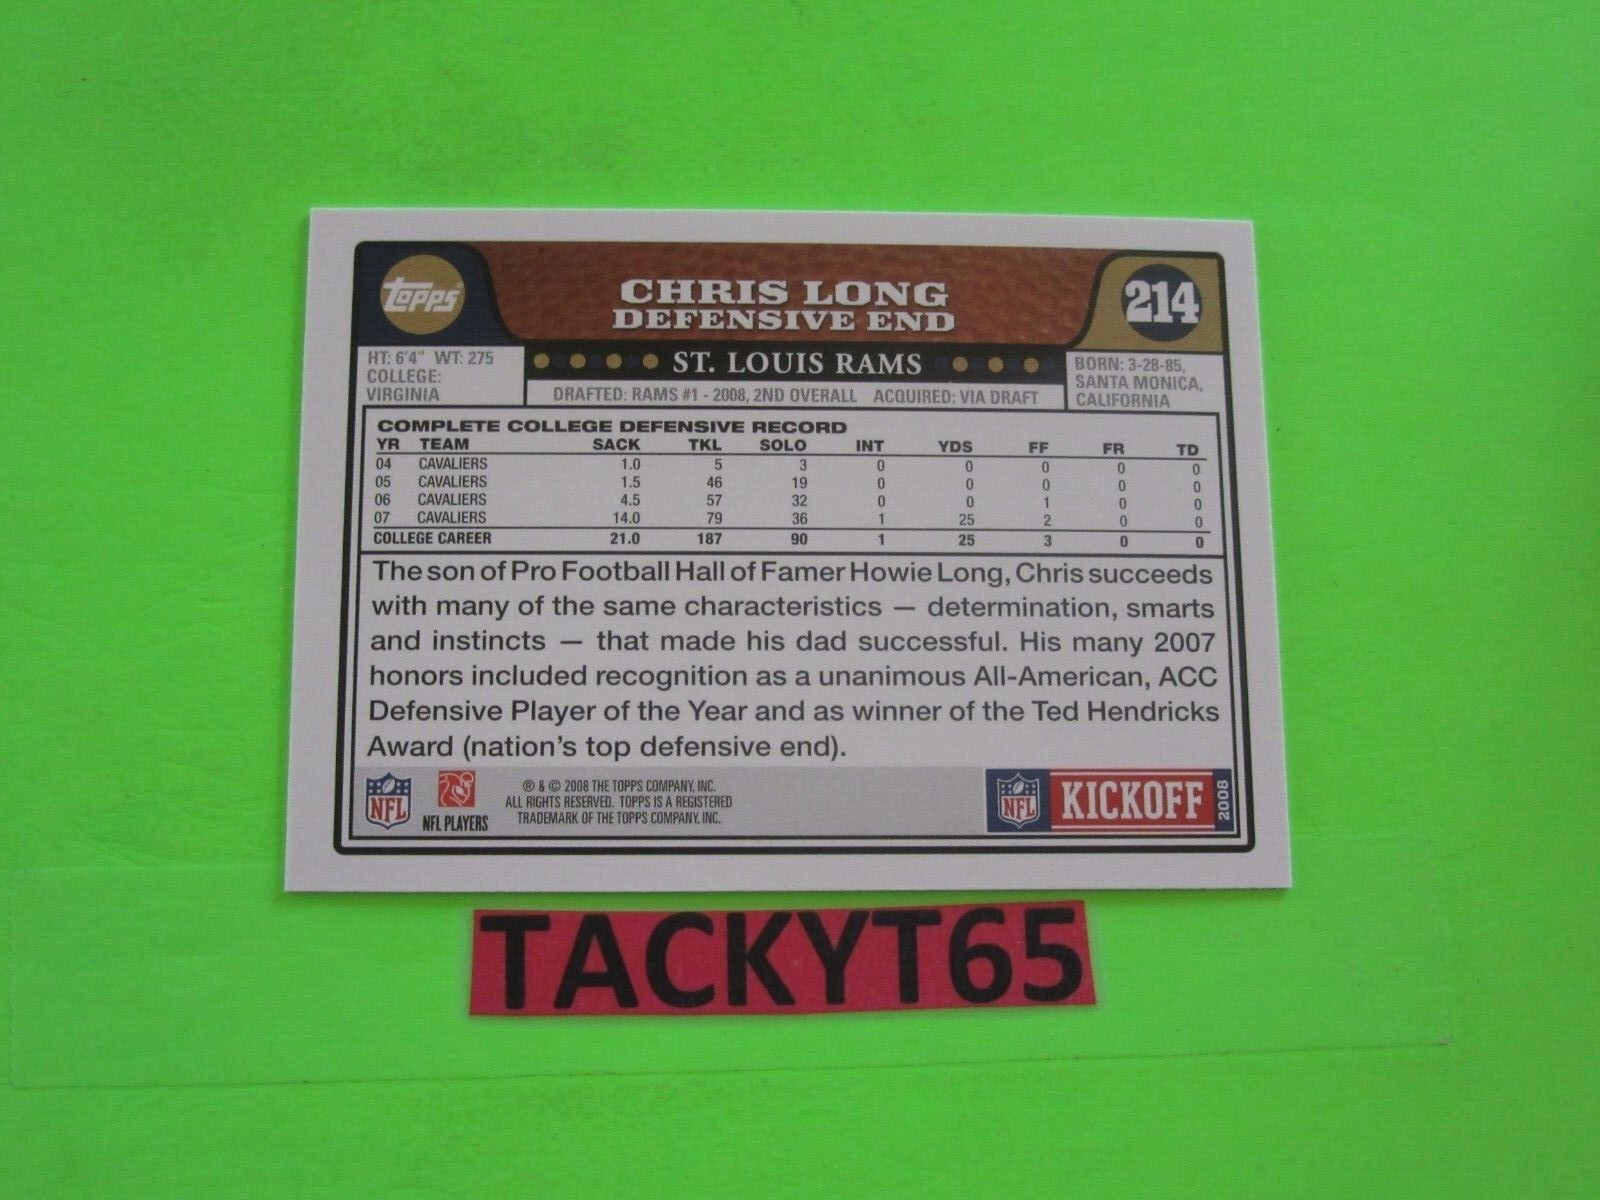 topps
CHRIS LONG
DEFENSIVE END
214
HT: 6'4" WT: 275
COLLEGE:
VIRGINIA
ST. LOUIS RAMS
DRAFTED: RAMS #1 - 2008, 2ND OVERALL ACQUIRED: VIA DRAFT
BORN: 3-28-85,
SANTA MONICA,
CALIFORNIA
COMPLETE COLLEGE DEFENSIVE RECORD
YR TEAM SACK TKL SOLO INT YDS FF FR TD
04 CAVALIERS 1.0 5 3 0 0 0 0 0
05 CAVALIERS 1.5 46 19 0 0 0 0 0
06 CAVALIERS 4.5 57 32 0 0 1 0 0
07 CAVALIERS 14.0 79 36 1 25 2 0 0
COLLEGE CAREER 21.0 187 90 1 25 3 0 0
The son of Pro Football Hall of Famer Howie Long, Chris succeeds
with many of the same characteristics — determination, smarts
and instincts — that made his dad successful. His many 2007
honors included recognition as a unanimous All-American, ACC
Defensive Player of the Year and as winner of the Ted Hendricks
Award (nation's top defensive end).
NFL
NFL PLAYERS
® & © 2008 THE TOPPS COMPANY, INC.
ALL RIGHTS RESERVED. TOPPS IS A REGISTERED
TRADEMARK OF THE TOPPS COMPANY, INC.
NFL
KICKOFF
2008
TACKYT65